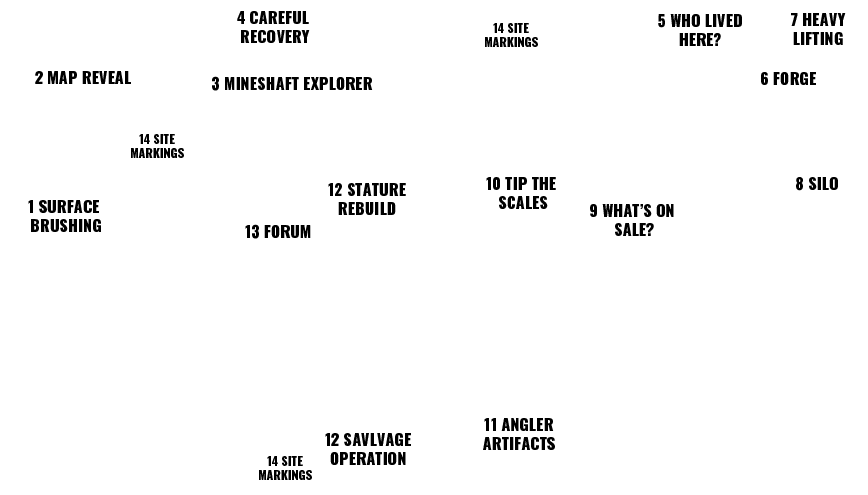 4 CAREFUL
RECOVERY
14 SITE
MARKINGS
5 WHO LIVED
HERE?
7 HEAVY
LIFTING
2 MAP REVEAL
3 MINESHAFT EXPLORER
6 FORGE
14 SITE
MARKINGS
12 STATURE
REBUILD
10 TIP THE
SCALES
8 SILO
1 SURFACE
BRUSHING
9 WHAT'S ON
SALE?
13 FORUM
11 ANGLER
ARTIFACTS
12 SAVLVAGE
OPERATION
14 SITE
MARKINGS